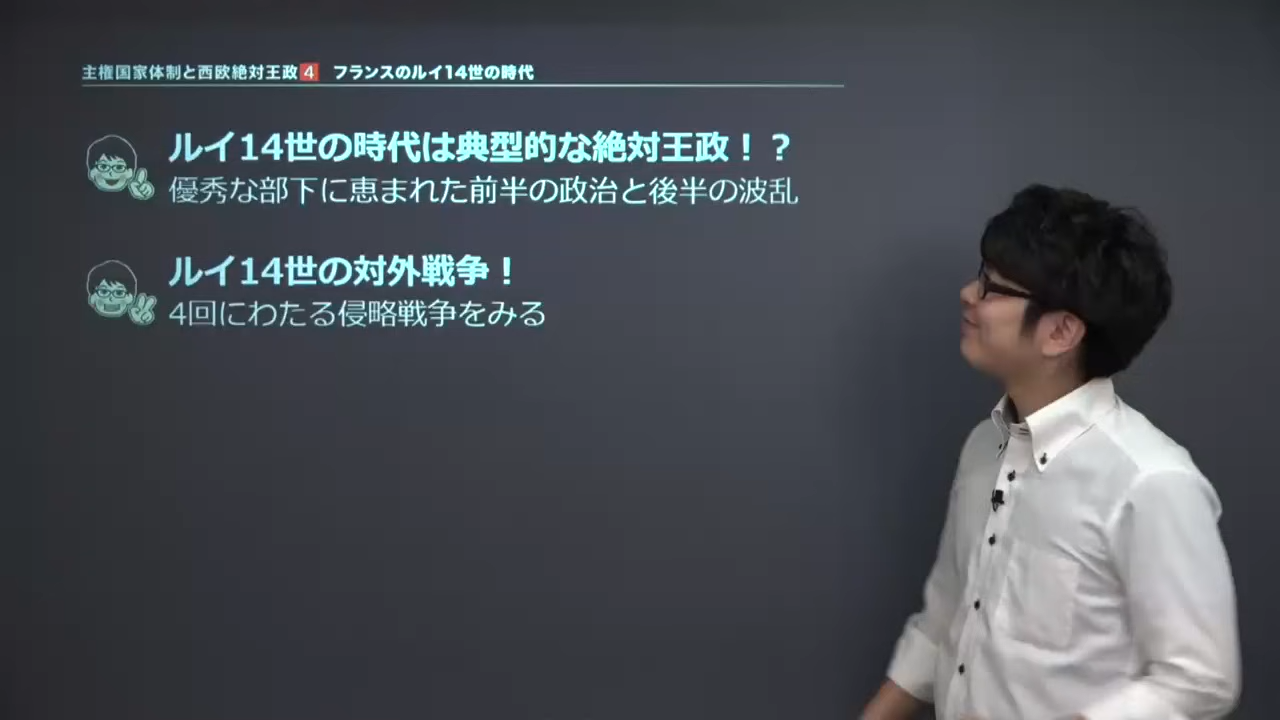 主権国家体制と西欧絶対王政4 フランスのルイ14世の時代
ルイ14世の時代は典型的な絶対王政！？
優秀な部下に恵まれた前半の政治と後半の波乱
ルイ14世の対外戦争！
4回にわたる侵略戦争をみる